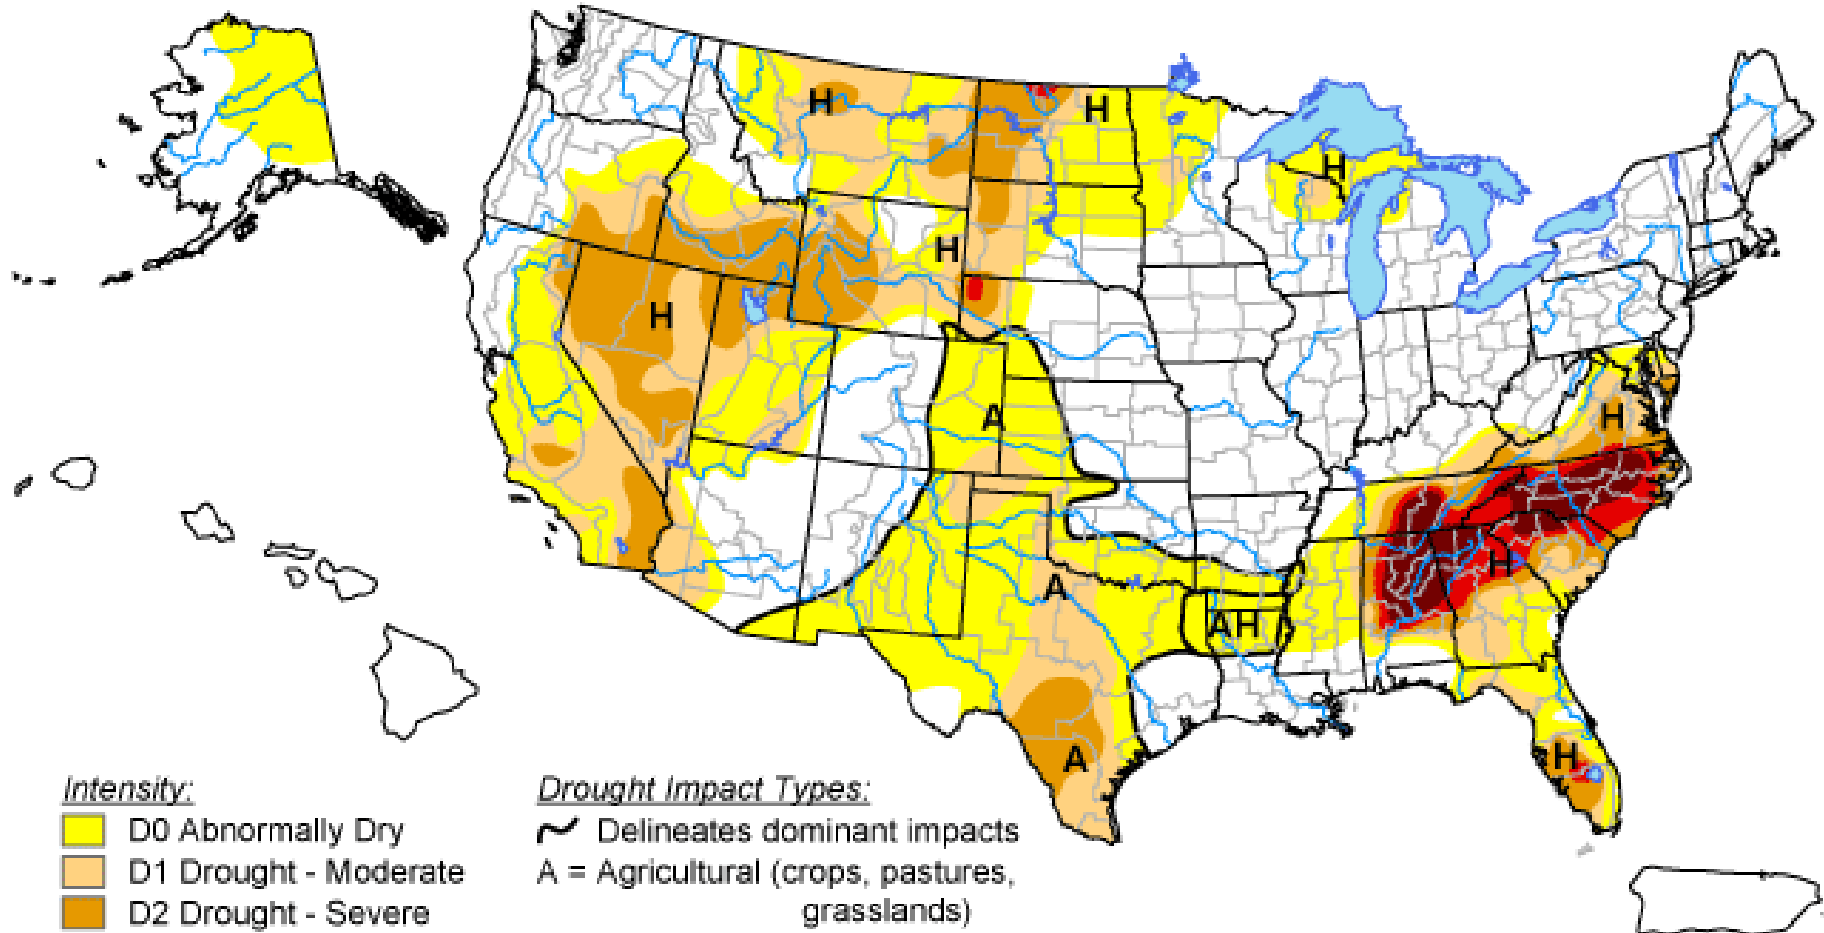 H
H
H
H
H
A
H
H
A
AH
H
A
Intensity:
D0 Abnormally Dry
D1 Drought - Moderate
D2 Drought - Severe
Drought Impact Types:
Delineates dominant impacts
A = Agricultural (crops, pastures,
grasslands)